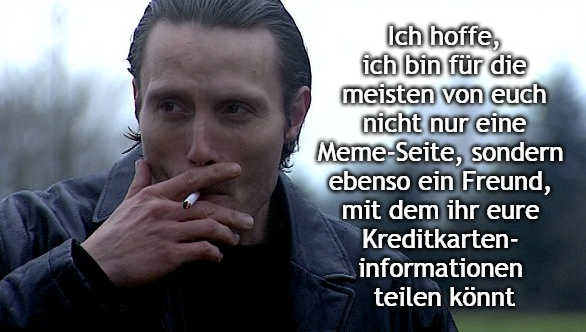 Ich hoffe,
ich bin für die
meisten von euch
nicht nur eine
Meme-Seite, sondern
ebenso ein Freund,
mit dem ihr eure
Kreditkarten-
informationen
teilen könnt